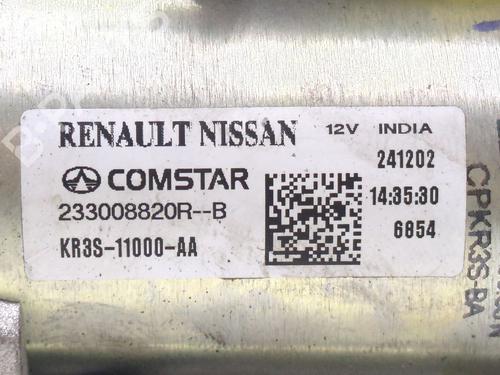 RENAULT NISSAN 12V INDIA
241202
COMSTAR
14:35:30
233008820R--B
6854
KR3S-11000-AA
CPKR3S-BA